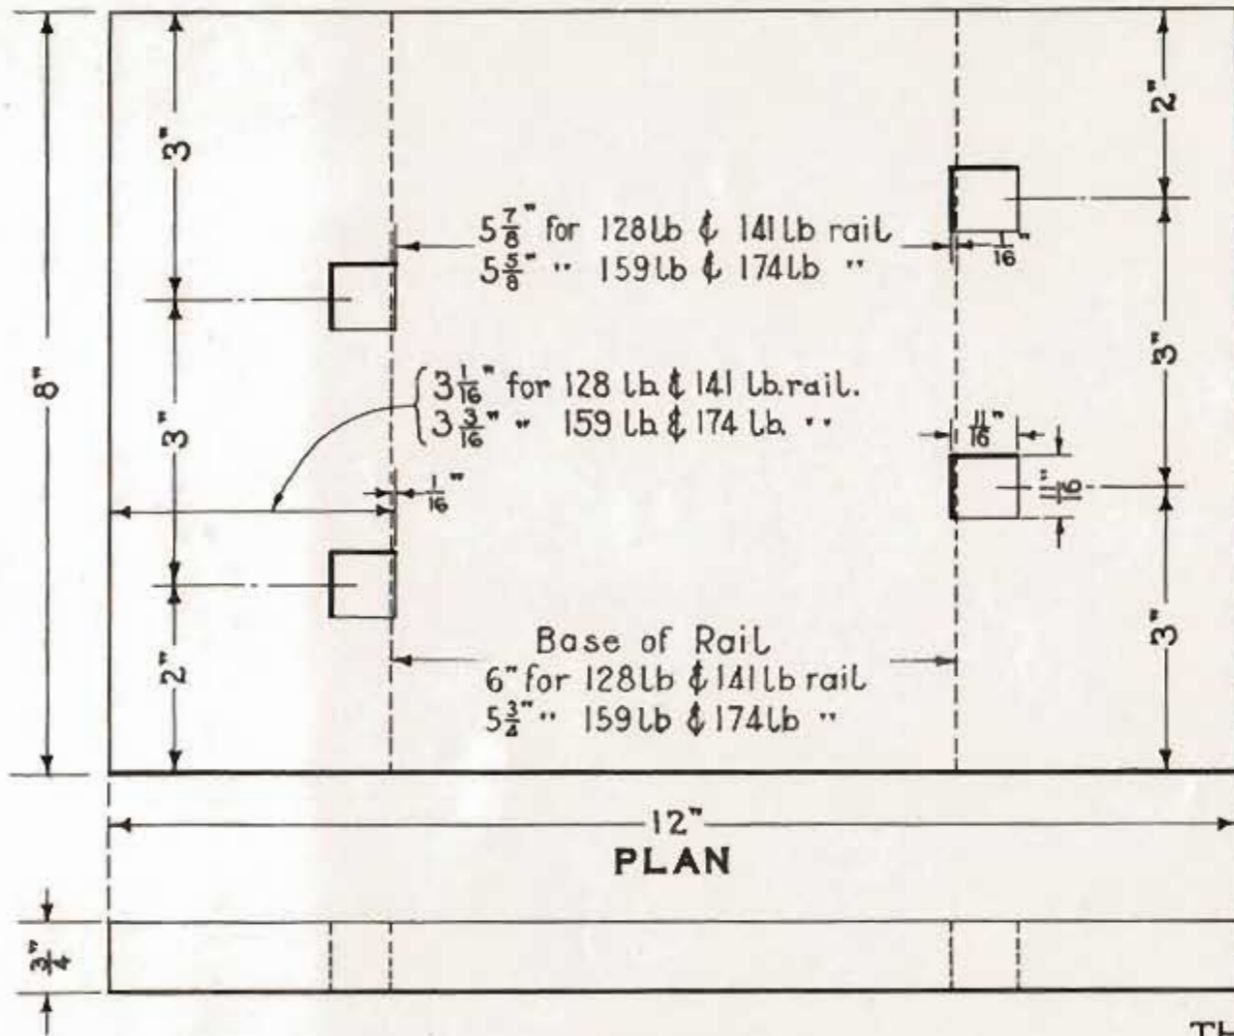 2"
3"
5 7/8" for 128 lb & 141 lb rail
5 5/8" " 159 lb & 174 lb "
1/16"
8"
3"
3 1/16" for 128 lb. & 141 lb. rail.
3 3/16" " 159 lb. & 174 lb. "
3"
11/16"
1/16"
11/16"
2"
3"
Base of Rail
6" for 128 lb & 141 lb rail
5 3/4" " 159 lb & 174 lb "
12"
PLAN
3/4"
TH